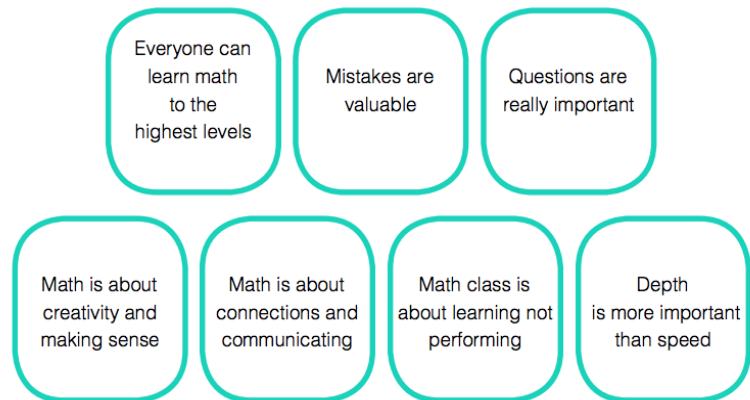 Everyone can
learn math
to the
highest levels
Mistakes are
valuable
Questions are
really important
Math is about
creativity and
making sense
Math is about
connections and
communicating
Math class is
about learning not
performing
Depth
is more important
than speed